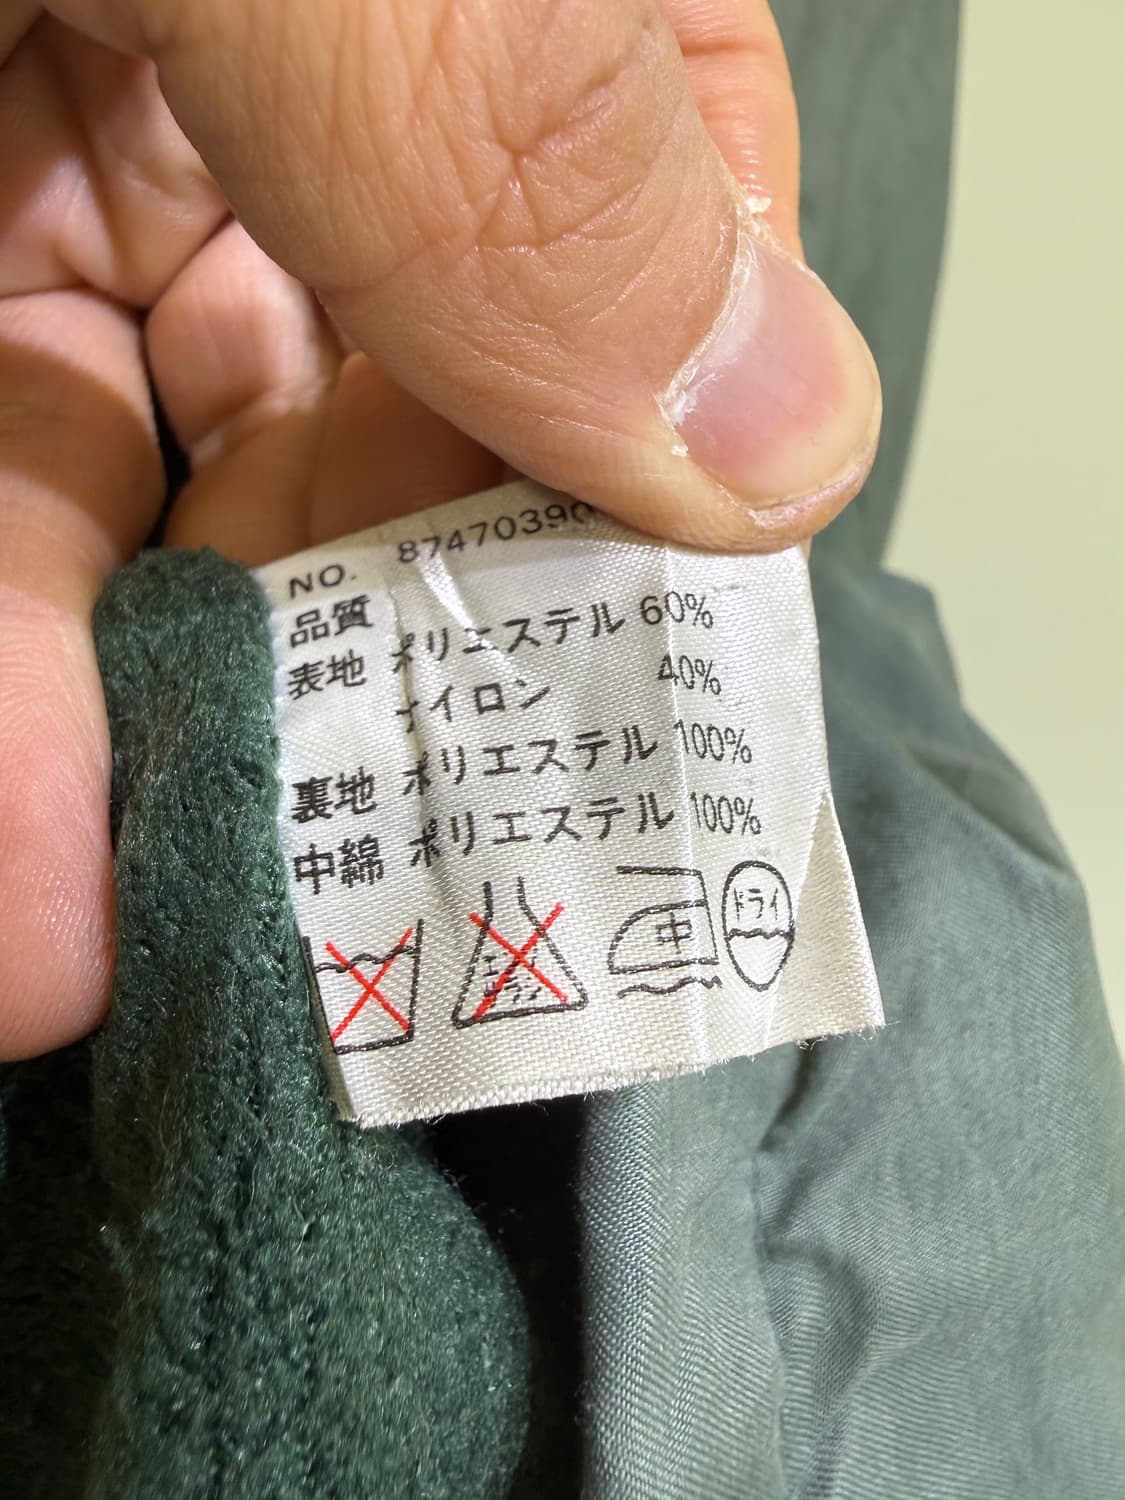 NO. 8747039
品質
表地 ポリエステル 60%
ナイロン 40%
裏地 ポリエステル 100%
中綿 ポリエステル 100%
中
ドライ